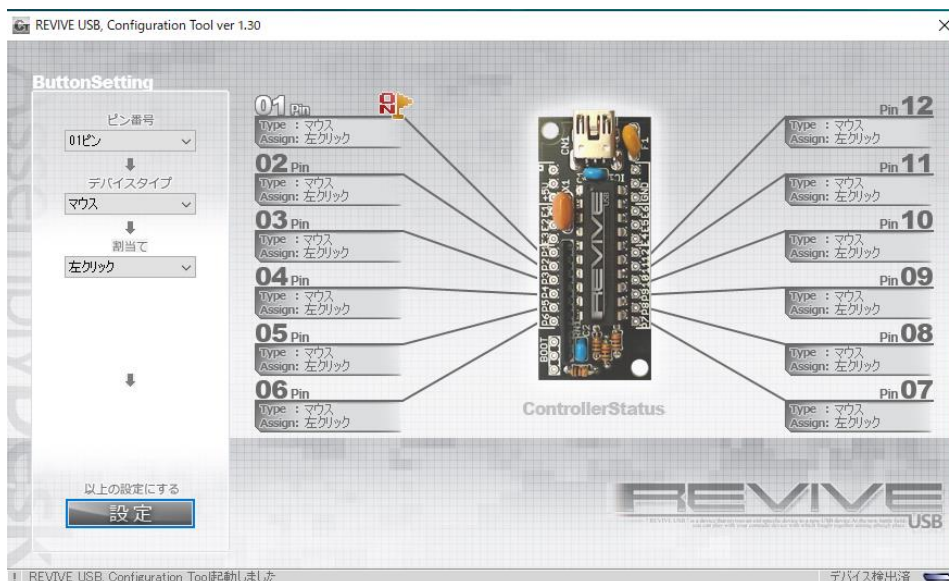 REVIVE USB, Configuration Tool ver 1.30
ButtonSetting
ピン番号
01ピン
デバイスタイプ
マウス
割当て
左クリック
以上の設定にする
設定
01 Pin
ON
Type : マウス
Assign: 左クリック
02 Pin
Type : マウス
Assign: 左クリック
03 Pin
Type : マウス
Assign: 左クリック
04 Pin
Type : マウス
Assign: 左クリック
05 Pin
Type : マウス
Assign: 左クリック
06 Pin
Type : マウス
Assign: 左クリック
CN1
F1
GND
REVIVE USB
BOOT
ControllerStatus
Pin 12
Type : マウス
Assign: 左クリック
Pin 11
Type : マウス
Assign: 左クリック
Pin 10
Type : マウス
Assign: 左クリック
Pin 09
Type : マウス
Assign: 左クリック
Pin 08
Type : マウス
Assign: 左クリック
Pin 07
Type : マウス
Assign: 左クリック
REVIVE
USB
REVIVE USB, Configuration Tool起動しました
デバイス検出済